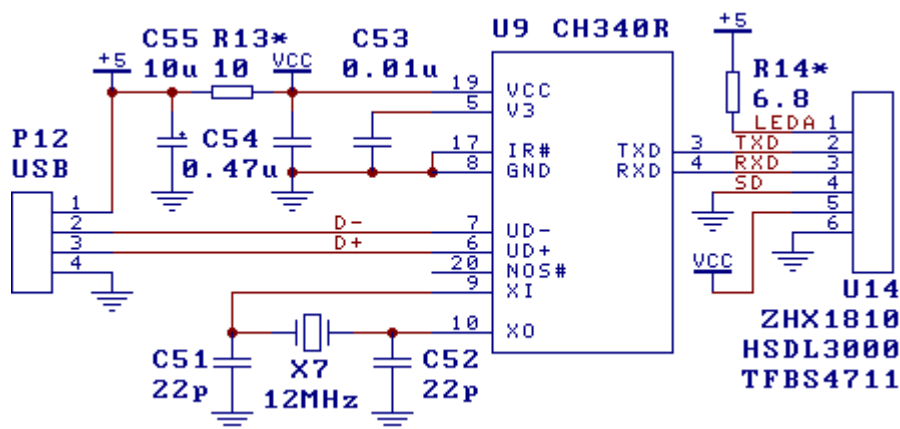 U9 CH340R
+5
C55 R13* C53
+5 10u 10 VCC 0.01u
R14*
6.8
19 VCC
5 V3
C54
0.47u
17 IR#
8 GND
TXD 3
RXD 4
LEDA 1
TXD 2
RXD 3
SD 4
5
6
VCC
P12
USB
1
2 D- 7 UD-
3 D+ 6 UD+
4 20 NOS#
9 XI
10 XO
U14
ZHX1810
HSDL3000
TFBS4711
C51 X7 C52
22p 12MHz 22p